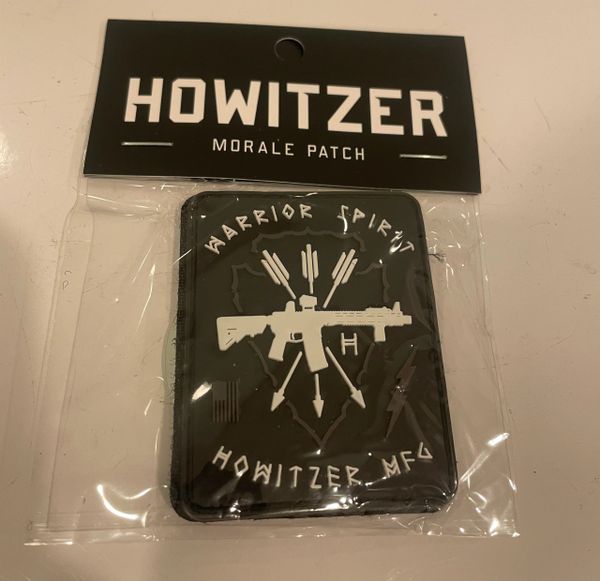 HOWITZER
MORALE PATCH
WARRIOR SPIRIT
H
HOWITZER MFG